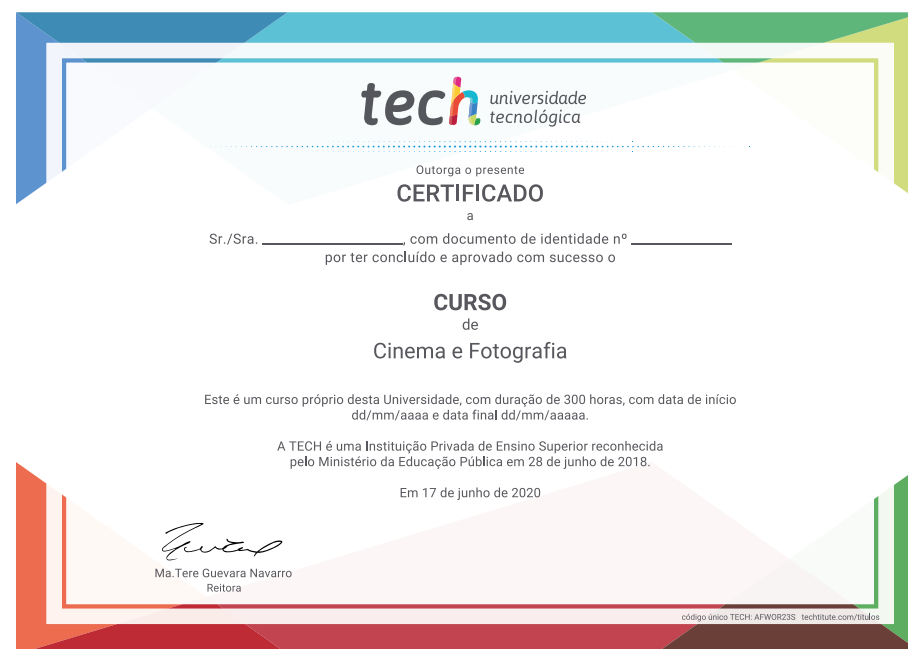 tech universidade
tecnológica
Outorga o presente
CERTIFICADO
a
Sr./Sra. ____________, com documento de identidade nº ____________
por ter concluído e aprovado com sucesso o
CURSO
de
Cinema e Fotografia
Este é um curso próprio desta Universidade, com duração de 300 horas, com data de início
dd/mm/aaaa e data final dd/mm/aaaaa.
A TECH é uma Instituição Privada de Ensino Superior reconhecida
pelo Ministério da Educação Pública em 28 de junho de 2018.
Em 17 de junho de 2020
Ma.Tere Guevara Navarro
Reitora
código único TECH: AFWOR23S techtitute.com/titulos